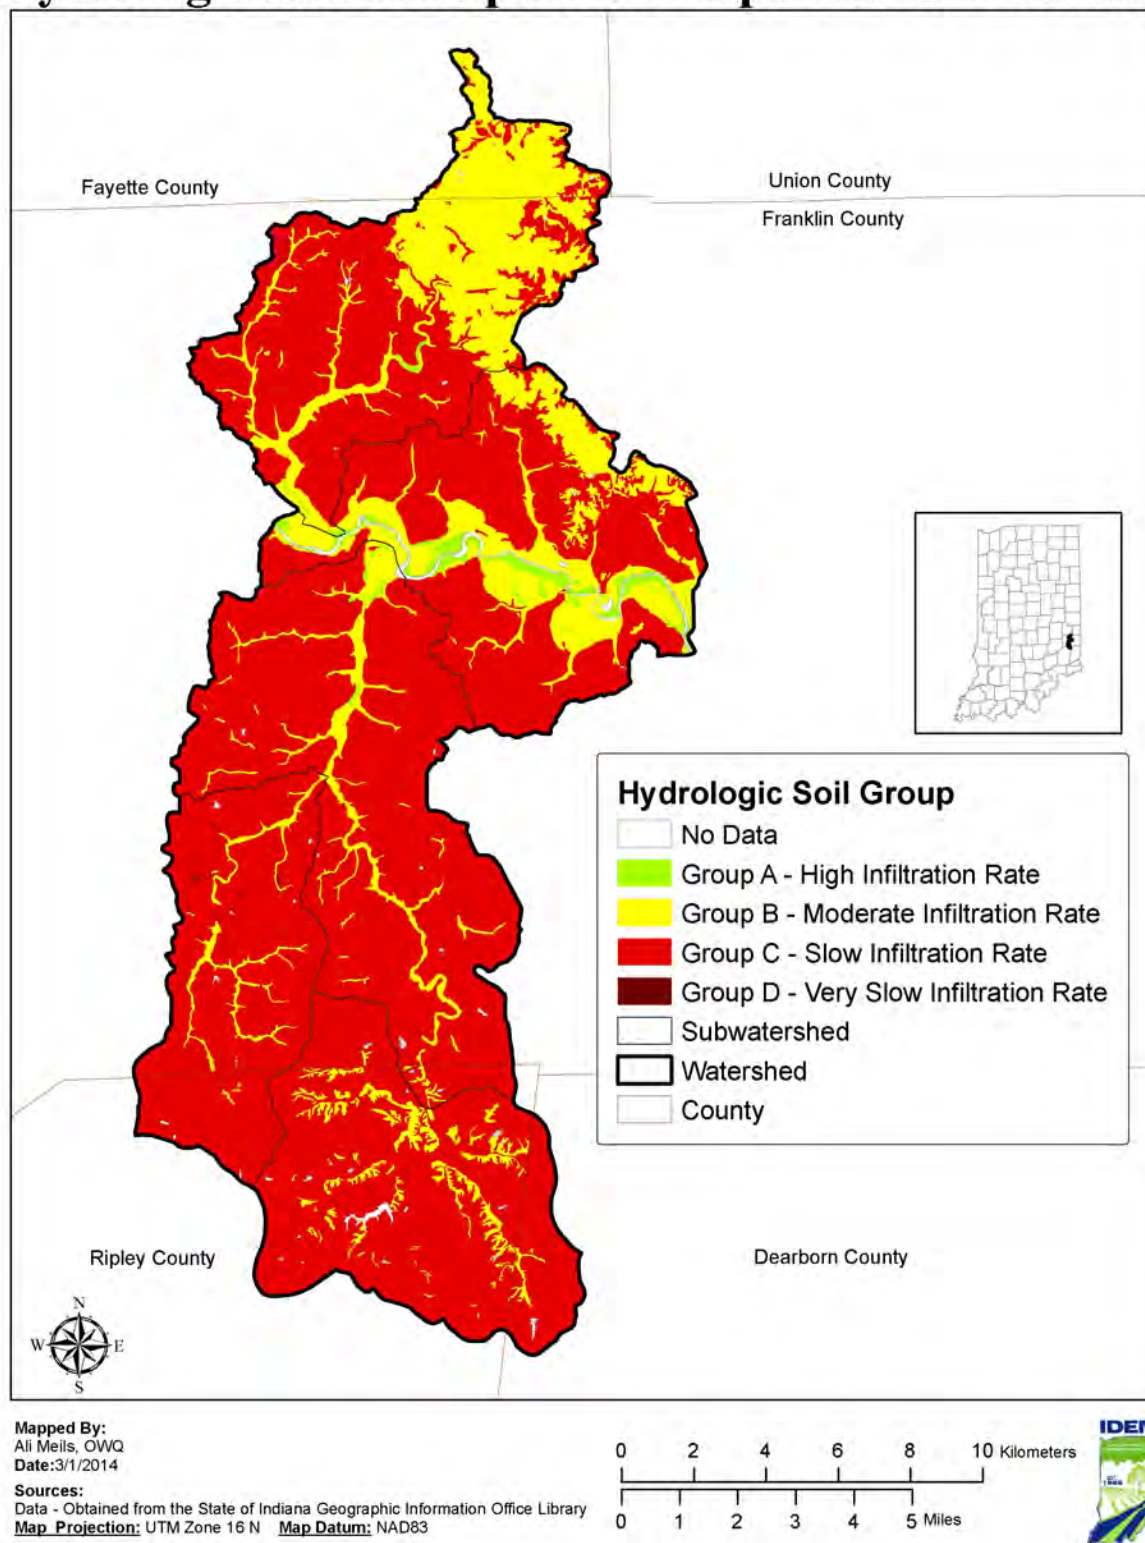 Fayette County
Union County
Franklin County
Hydrologic Soil Group
No Data
Group A - High Infiltration Rate
Group B - Moderate Infiltration Rate
Group C - Slow Infiltration Rate
Group D - Very Slow Infiltration Rate
Subwatershed
Watershed
County
Ripley County
Dearborn County
N
W E
S
Mapped By:
Ali Meils, OWQ
Date:3/1/2014
Sources:
Data - Obtained from the State of Indiana Geographic Information Office Library
Map Projection: UTM Zone 16 N Map Datum: NAD83
0 2 4 6 8 10 Kilometers
0 1 2 3 4 5 Miles
IDEM